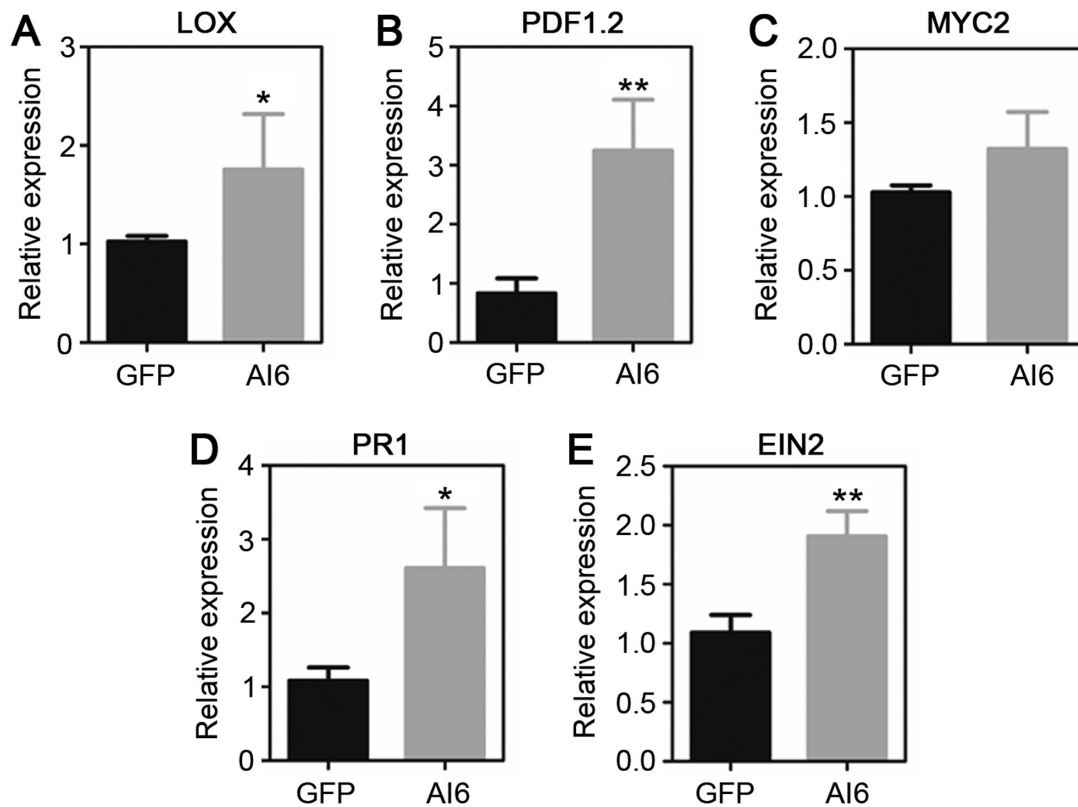 A LOX
Relative expression
3
2
1
0
*
GFP AI6
B PDF1.2
Relative expression
5
4
3
2
1
0
**
GFP AI6
C MYC2
Relative expression
2.0
1.5
1.0
0.5
0.0
GFP AI6
D PR1
Relative expression
4
3
2
1
0
*
GFP AI6
E EIN2
Relative expression
2.5
2.0
1.5
1.0
0.5
0.0
**
GFP AI6